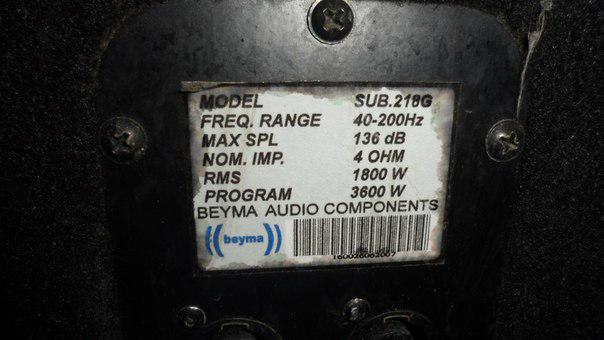 MODEL SUB.218G
FREQ. RANGE 40-200Hz
MAX SPL 136 dB
NOM. IMP. 4 OHM
RMS 1800 W
PROGRAM 3600 W
BEYMA AUDIO COMPONENTS
beyma
160026062007